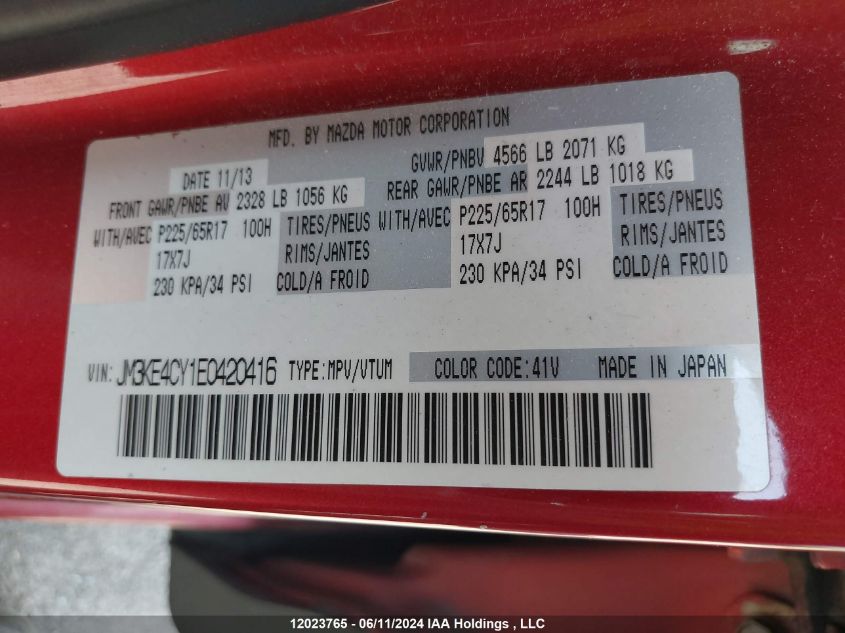 MFD. BY MAZDA MOTOR CORPORATION
DATE 11/13 GVWR/PNBV 4566 LB 2071 KG
FRONT GAWR/PNBE AV 2328 LB 1056 KG REAR GAWR/PNBE AR 2244 LB 1018 KG
WITH/AVEC P225/65R17 100H TIRES/PNEUS WITH/AVEC P225/65R17 100H TIRES/PNEUS
17X7J RIMS/JANTES 17X7J RIMS/JANTES
230 KPA/34 PSI COLD/A FROID 230 KPA/34 PSI COLD/A FROID
VIN: JM3KE4CY1E0420416 TYPE:MPV/VTUM COLOR CODE:41V MADE IN JAPAN
12023765 - 06/11/2024 IAA Holdings , LLC